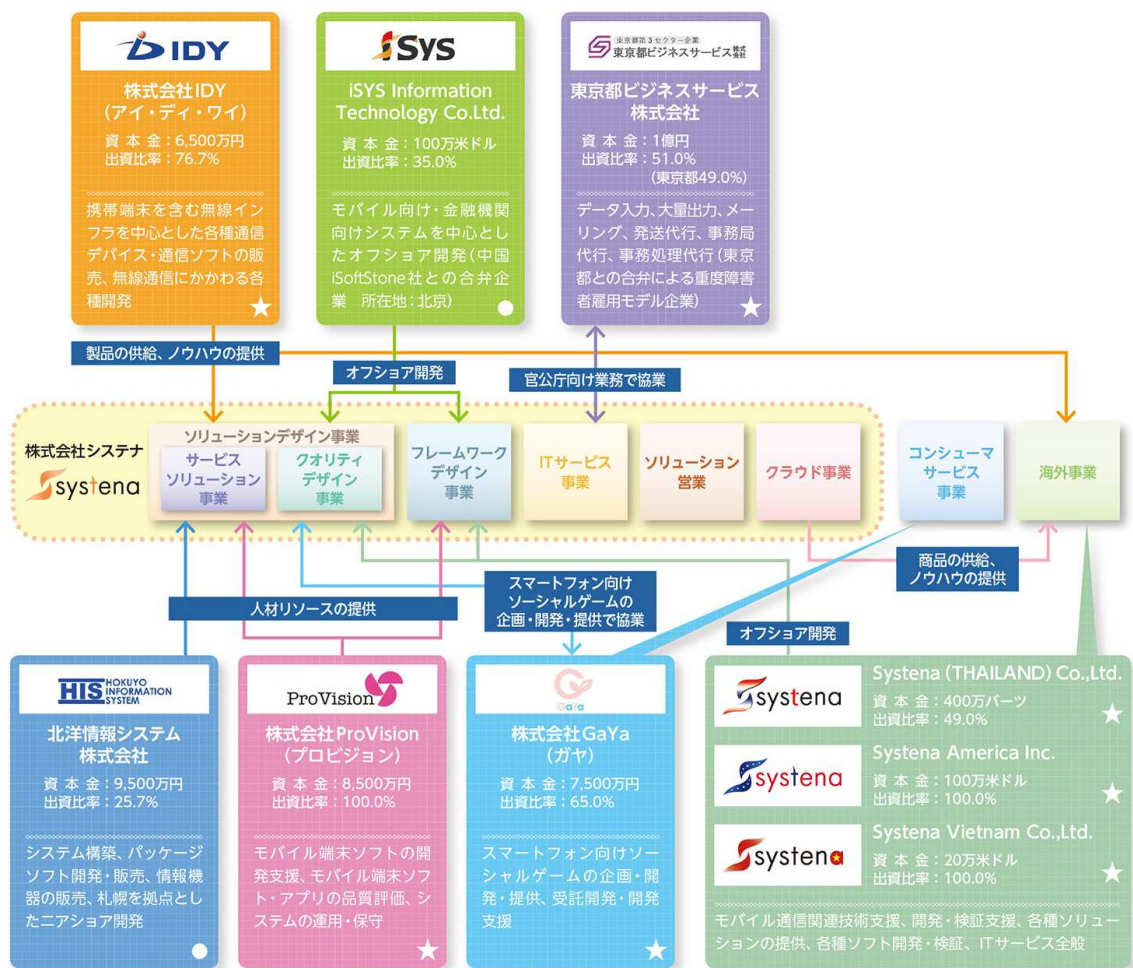 IDY
株式会社IDY
(アイ・ディ・ワイ)
資本金：6,500万円
出資比率：76.7%
携帯端末を含む無線イン
フラを中心とした各種通信
デバイス・通信ソフトの販
売、無線通信にかかわる各
種開発
★
iSys
iSYS Information
Technology Co.Ltd.
資本金：100万米ドル
出資比率：35.0%
モバイル向け・金融機関
向けシステムを中心とし
たオフショア開発(中国
iSoftStone社との合弁企
業　所在地：北京)
●
東京都第3セクター企業
東京都ビジネスサービス株式会社
東京都ビジネスサービス
株式会社
資本金：1億円
出資比率：51.0%
(東京都49.0%)
データ入力、大量出力、メー
リング、発送代行、事務局
代行、事務処理代行(東京
都との合弁による重度障害
者雇用モデル企業)
★
製品の供給、ノウハウの提供
オフショア開発
官公庁向け業務で協業
株式会社システナ
systena
ソリューションデザイン事業
サービス
ソリューション
事業
クオリティ
デザイン
事業
フレームワーク
デザイン
事業
ITサービス
事業
ソリューション
営業
クラウド事業
コンシューマ
サービス
事業
海外事業
人材リソースの提供
スマートフォン向け
ソーシャルゲームの
企画・開発・提供で協業
商品の供給、
ノウハウの提供
オフショア開発
HIS HOKUYO
INFORMATION
SYSTEM
北洋情報システム
株式会社
資本金：9,500万円
出資比率：25.7%
システム構築、パッケージ
ソフト開発・販売、情報機
器の販売、札幌を拠点とし
たニアショア開発
●
ProVision
株式会社ProVision
(プロビジョン)
資本金：8,500万円
出資比率：100.0%
モバイル端末ソフトの開
発支援、モバイル端末ソフ
ト・アプリの品質評価、シ
ステムの運用・保守
★
GaYa
株式会社GaYa
(ガヤ)
資本金：7,500万円
出資比率：65.0%
スマートフォン向けソー
シャルゲームの企画・開
発・提供、受託開発・開発
支援
★
systena
Systena (THAILAND) Co.,Ltd.
資本金：400万バーツ
出資比率：49.0%
★
systena
Systena America Inc.
資本金：100万米ドル
出資比率：100.0%
★
systena
Systena Vietnam Co.,Ltd.
資本金：20万米ドル
出資比率：100.0%
★
モバイル通信関連技術支援、開発・検証支援、各種ソリュー
ションの提供、各種ソフト開発・検証、ITサービス全般